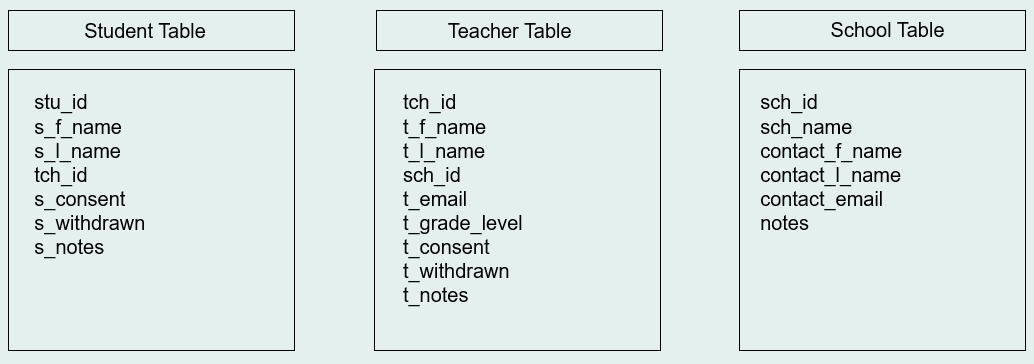 Student Table
Teacher Table
School Table
stu_id
s_f_name
s_l_name
tch_id
s_consent
s_withdrawn
s_notes
tch_id
t_f_name
t_l_name
sch_id
t_email
t_grade_level
t_consent
t_withdrawn
t_notes
sch_id
sch_name
contact_f_name
contact_l_name
contact_email
notes